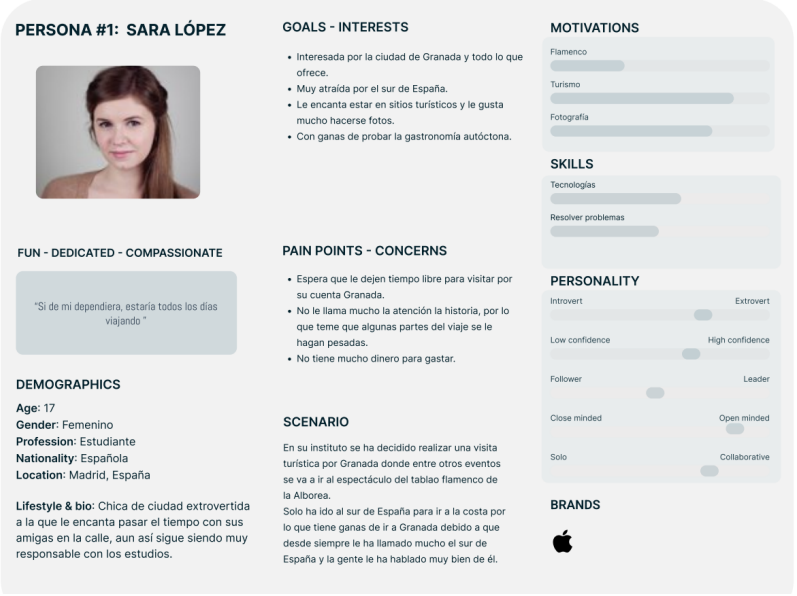 PERSONA #1: SARA LÓPEZ
FUN - DEDICATED - COMPASSIONATE
“Si de mi dependiera, estaría todos los días
viajando ”
DEMOGRAPHICS
Age: 17
Gender: Femenino
Profession: Estudiante
Nationality: Española
Location: Madrid, España
Lifestyle & bio: Chica de ciudad extrovertida
a la que le encanta pasar el tiempo con sus
amigas en la calle, aun así sigue siendo muy
responsable con los estudios.
GOALS - INTERESTS
• Interesada por la ciudad de Granada y todo lo que
ofrece.
• Muy atraída por el sur de España.
• Le encanta estar en sitios turísticos y le gusta
mucho hacerse fotos.
• Con ganas de probar la gastronomía autóctona.
PAIN POINTS - CONCERNS
• Espera que le dejen tiempo libre para visitar por
su cuenta Granada.
• No le llama mucho la atención la historia, por lo
que teme que algunas partes del viaje se le
hagan pesadas.
• No tiene mucho dinero para gastar.
SCENARIO
En su instituto se ha decidido realizar una visita
turística por Granada donde entre otros eventos
se va a ir al espectáculo del tablao flamenco de
la Alborea.
Solo ha ido al sur de España para ir a la costa por
lo que tiene ganas de ir a Granada debido a que
desde siempre le ha llamado mucho el sur de
España y la gente le ha hablado muy bien de él.
MOTIVATIONS
Flamenco
Turismo
Fotografía
SKILLS
Tecnologías
Resolver problemas
PERSONALITY
Introvert Extrovert
Low confidence High confidence
Follower Leader
Close minded Open minded
Solo Collaborative
BRANDS